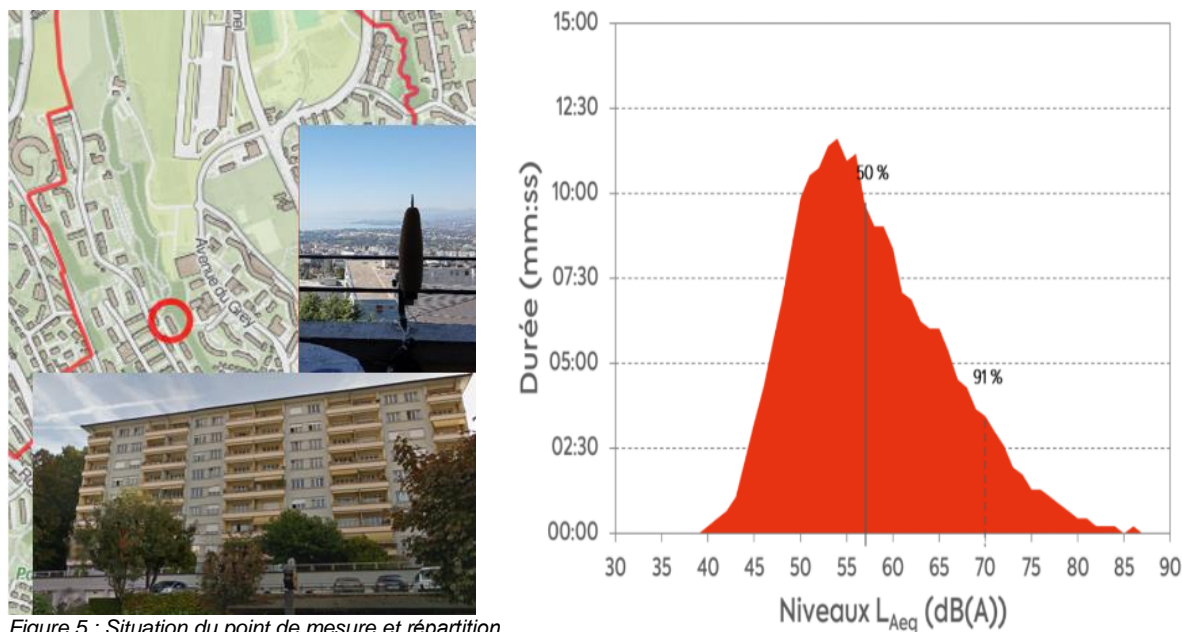 Avenue du Grey
Figure 5 : Situation du point de mesure et répartition
Durée (mm:ss)
15:00
12:30
10:00
07:30
05:00
02:30
00:00
50 %
91 %
30 35 40 45 50 55 60 65 70 75 80 85 90
Niveaux LAeq (dB(A))